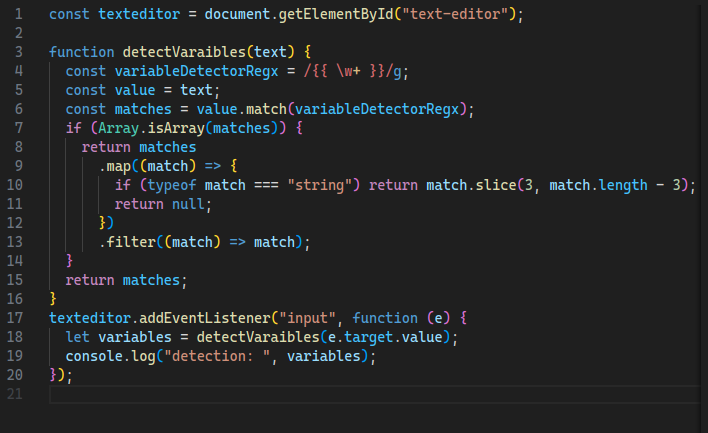 1 const texteditor = document.getElementById("text-editor");
2
3 function detectVaraibles(text) {
4 const variableDetectorRegx = /{{ \w+ }}/g;
5 const value = text;
6 const matches = value.match(variableDetectorRegx);
7 if (Array.isArray(matches)) {
8 return matches
9 .map((match) => {
10 if (typeof match === "string") return match.slice(3, match.length - 3);
11 return null;
12 })
13 .filter((match) => match);
14 }
15 return matches;
16 }
17 texteditor.addEventListener("input", function (e) {
18 let variables = detectVaraibles(e.target.value);
19 console.log("detection: ", variables);
20 });
21